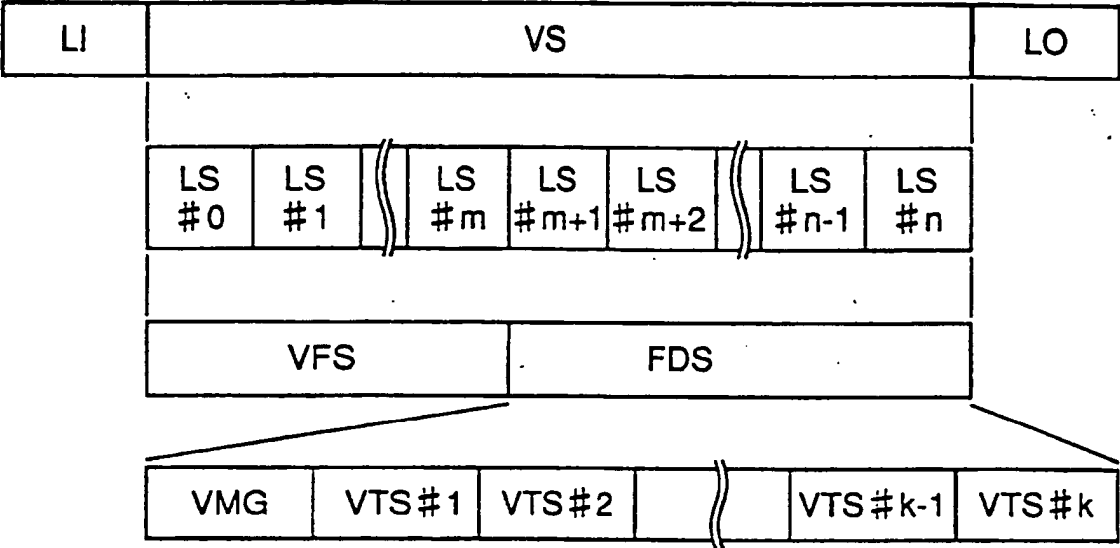 LI VS LO
LS LS LS LS LS LS LS
#0 #1 #m #m+1 #m+2 #n-1 #n
VFS FDS
VMG VTS#1 VTS#2 VTS#k-1 VTS#k